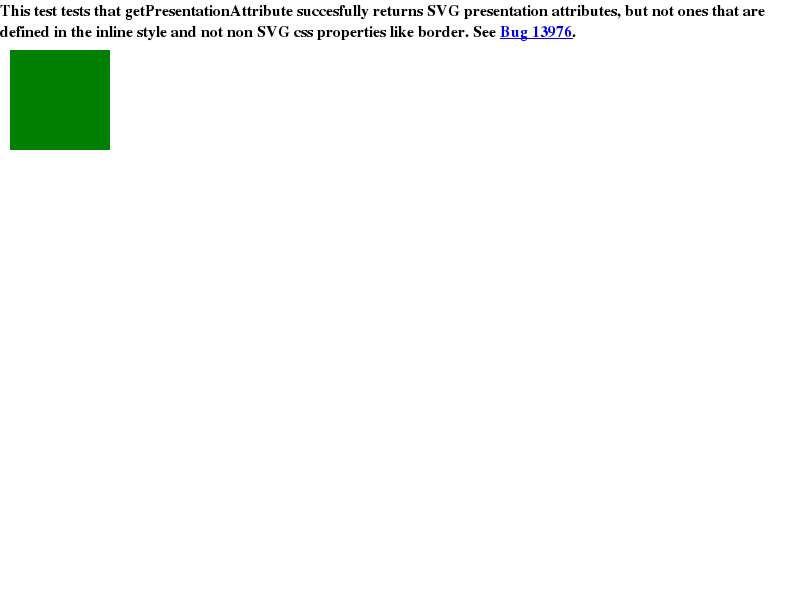 This test tests that getPresentationAttribute succesfully returns SVG presentation attributes, but not ones that are
defined in the inline style and not non SVG css properties like border. See Bug 13976.